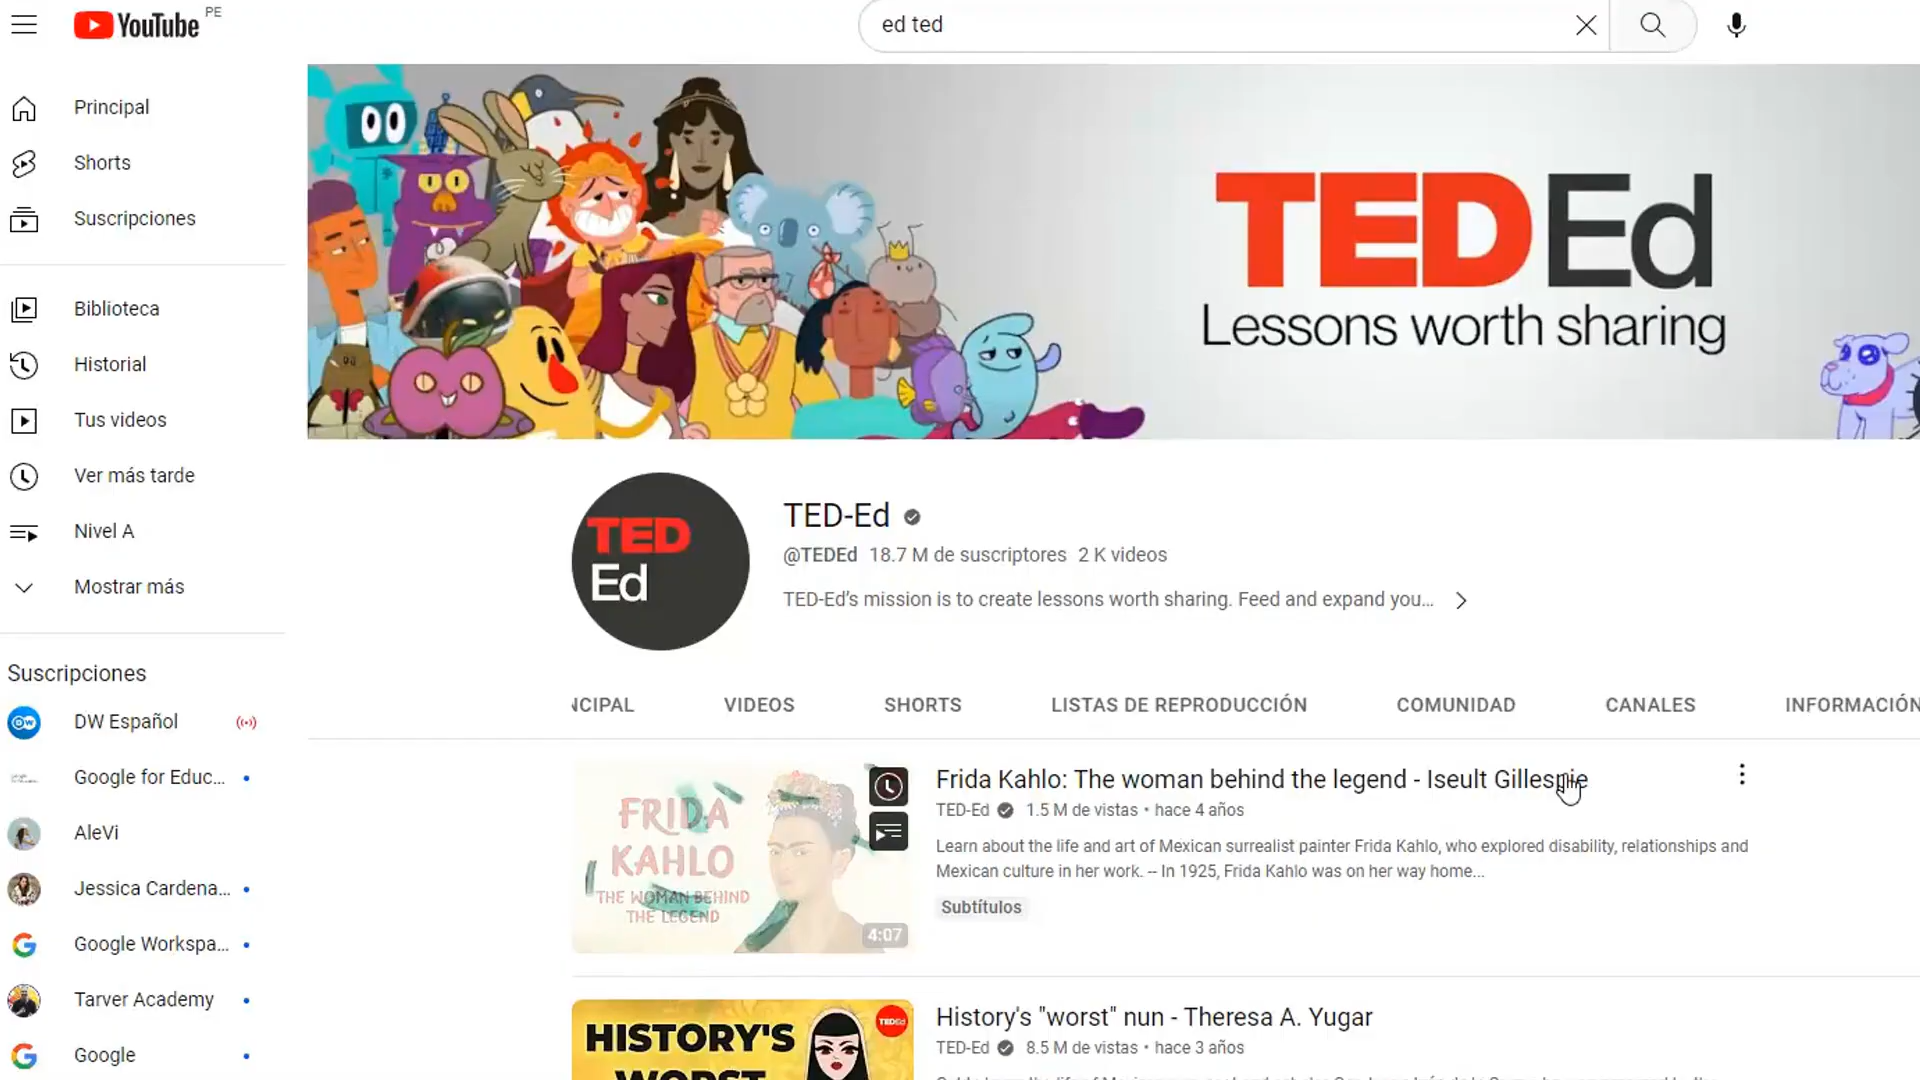 YouTube PE
ed ted
Principal
Shorts
Suscripciones
Biblioteca
Historial
Tus videos
Ver más tarde
Nivel A
Mostrar más
Suscripciones
DW Español
Google for Educ...
AleVi
Jessica Cardena...
Google Workspa...
Tarver Academy
Google
TEDEd
Lessons worth sharing
TED
Ed
TED-Ed
@TEDEd 18.7 M de suscriptores 2 K videos
TED-Ed’s mission is to create lessons worth sharing. Feed and expand you...
NCIPAL VIDEOS SHORTS LISTAS DE REPRODUCCIÓN COMUNIDAD CANALES INFORMACIÓN
FRIDA
KAHLO
THE WOMAN BEHIND
THE LEGEND
4:07
Frida Kahlo: The woman behind the legend - Iseult Gillespie
TED-Ed 1.5 M de vistas • hace 4 años
Learn about the life and art of Mexican surrealist painter Frida Kahlo, who explored disability, relationships and
Mexican culture in her work. -- In 1925, Frida Kahlo was on her way home...
Subtítulos
HISTORY'S
WORST
TEDEd
History's "worst" nun - Theresa A. Yugar
TED-Ed 8.5 M de vistas • hace 3 años